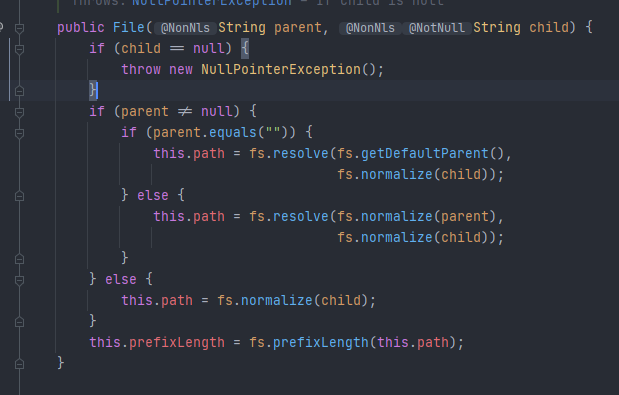 Throws: NullPointerException – If child is null
public File(@NonNls String parent, @NonNls @NotNull String child) {
if (child == null) {
throw new NullPointerException();
}
if (parent != null) {
if (parent.equals("")) {
this.path = fs.resolve(fs.getDefaultParent(),
fs.normalize(child));
} else {
this.path = fs.resolve(fs.normalize(parent),
fs.normalize(child));
}
} else {
this.path = fs.normalize(child);
}
this.prefixLength = fs.prefixLength(this.path);
}